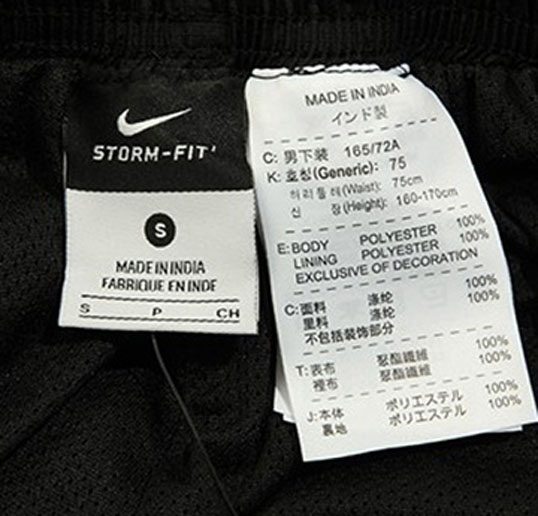 STORM-FIT
S
MADE IN INDIA
FABRIQUE EN INDE
S P CH
MADE IN INDIA
インド製
C: 男下装 165/72A
K: 호칭(Generic): 75
허리둘레(Waist): 75cm
신 장(Height): 160-170cm
E: BODY POLYESTER 100%
LINING POLYESTER 100%
EXCLUSIVE OF DECORATION
C: 面料 涤纶 100%
里料 涤纶 100%
不包括装饰部分
T: 表布 聚酯纖維 100%
裡布 聚酯纖維 100%
J: 本体 ポリエステル 100%
裏地 ポリエステル 100%